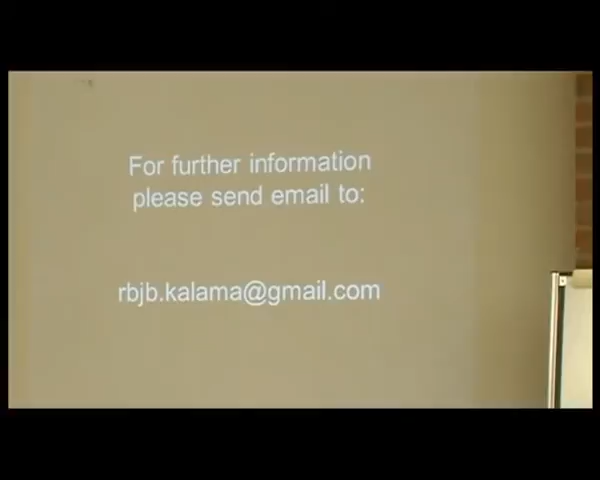 For further information
please send email to:
rbjb.kalama@gmail.com